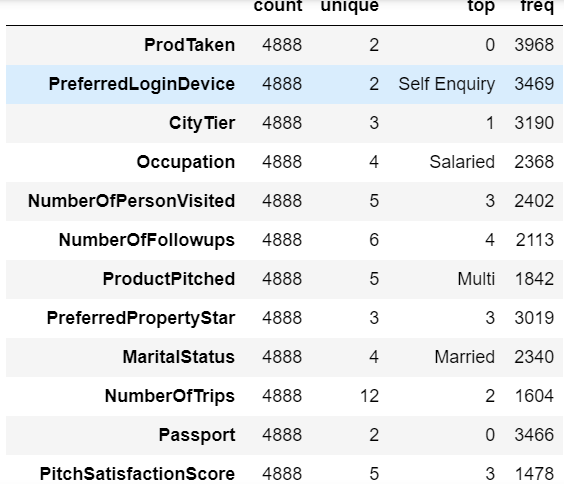 count unique top freq
ProdTaken 4888 2 0 3968
PreferredLoginDevice 4888 2 Self Enquiry 3469
CityTier 4888 3 1 3190
Occupation 4888 4 Salaried 2368
NumberOfPersonVisited 4888 5 3 2402
NumberOfFollowups 4888 6 4 2113
ProductPitched 4888 5 Multi 1842
PreferredPropertyStar 4888 3 3 3019
MaritalStatus 4888 4 Married 2340
NumberOfTrips 4888 12 2 1604
Passport 4888 2 0 3466
PitchSatisfactionScore 4888 5 3 1478